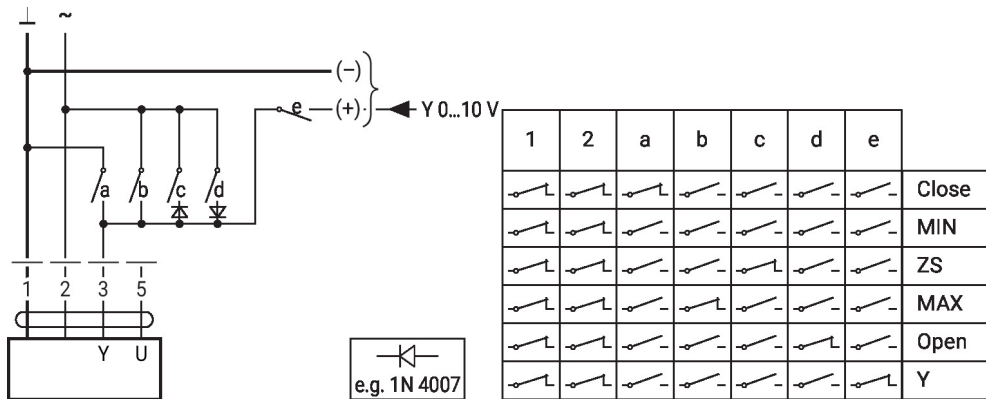 ⊥ ~
(–)
e (+) Y 0...10 V
a b c d
1 2 3 5
Y U
e.g. 1N 4007
1 2 a b c d e
Close
MIN
ZS
MAX
Open
Y